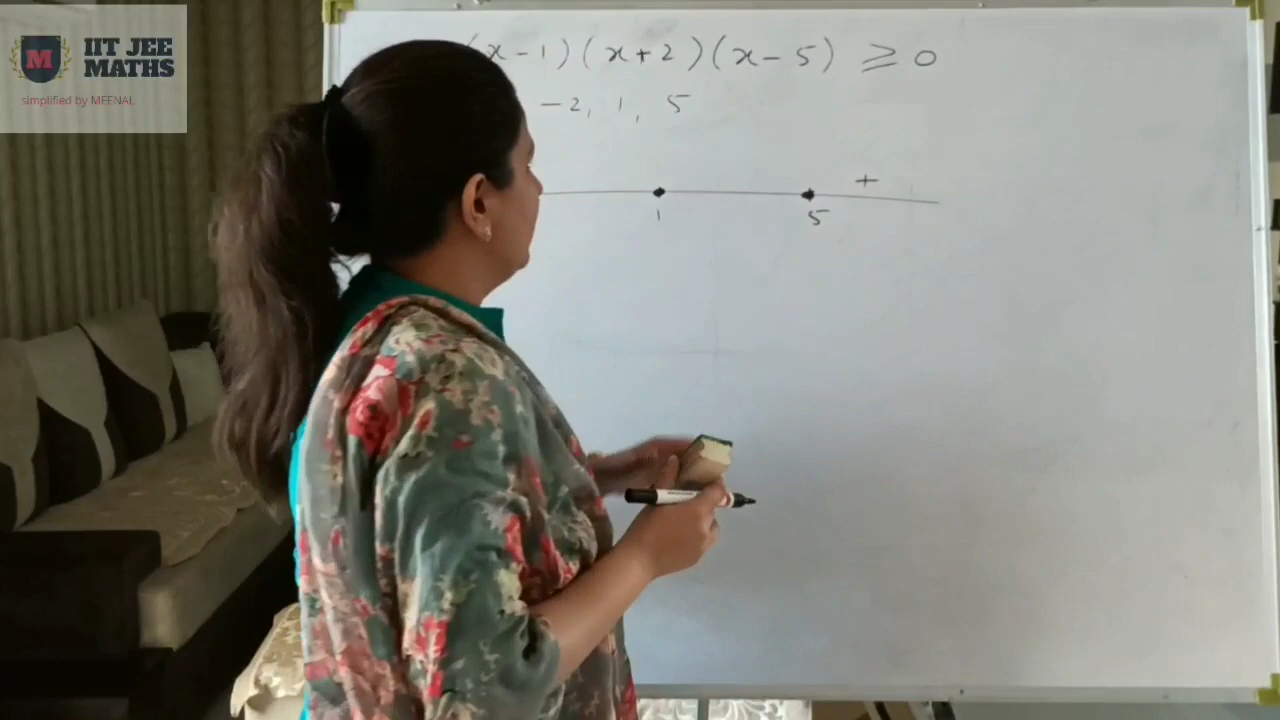 IIT JEE
MATHS
M
simplified by MEENAL
(x-1)(x+2)(x-5) ≥ 0
-2, 1, 5
+
1
5